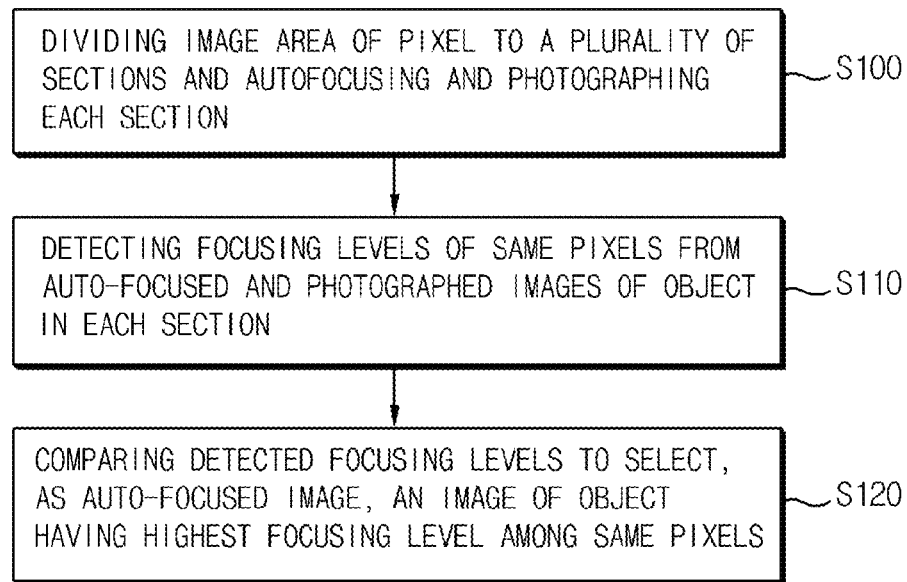 DIVIDING IMAGE AREA OF PIXEL TO A PLURALITY OF
SECTIONS AND AUTOFOCUSING AND PHOTOGRAPHING
EACH SECTION
S100
DETECTING FOCUSING LEVELS OF SAME PIXELS FROM
AUTO-FOCUSED AND PHOTOGRAPHED IMAGES OF OBJECT
IN EACH SECTION
S110
COMPARING DETECTED FOCUSING LEVELS TO SELECT,
AS AUTO-FOCUSED IMAGE, AN IMAGE OF OBJECT
HAVING HIGHEST FOCUSING LEVEL AMONG SAME PIXELS
S120